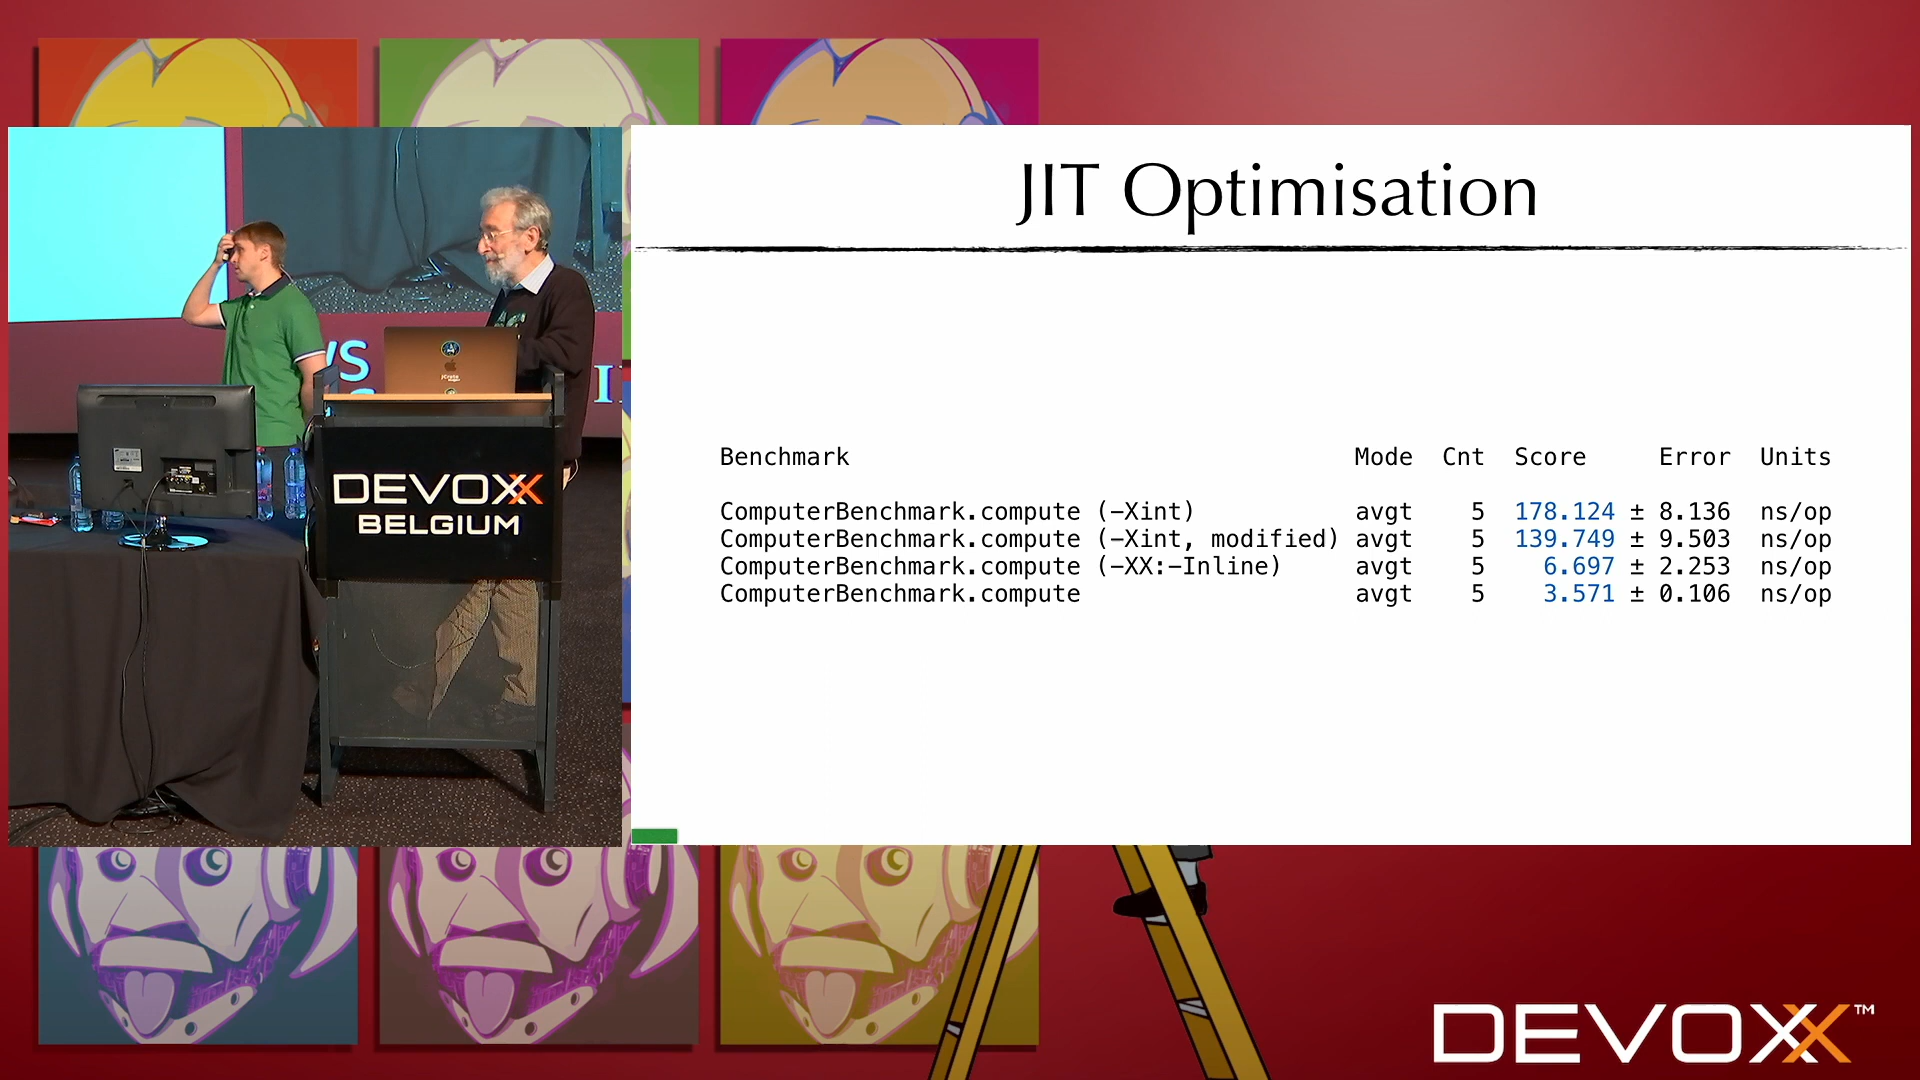 JIT Optimisation
Benchmark Mode Cnt Score Error Units
ComputerBenchmark.compute (-Xint) avgt 5 178.124 ± 8.136 ns/op
ComputerBenchmark.compute (-Xint, modified) avgt 5 139.749 ± 9.503 ns/op
ComputerBenchmark.compute (-XX:-Inline) avgt 5 6.697 ± 2.253 ns/op
ComputerBenchmark.compute avgt 5 3.571 ± 0.106 ns/op
DEVOXX
BELGIUM
DEVOXX™